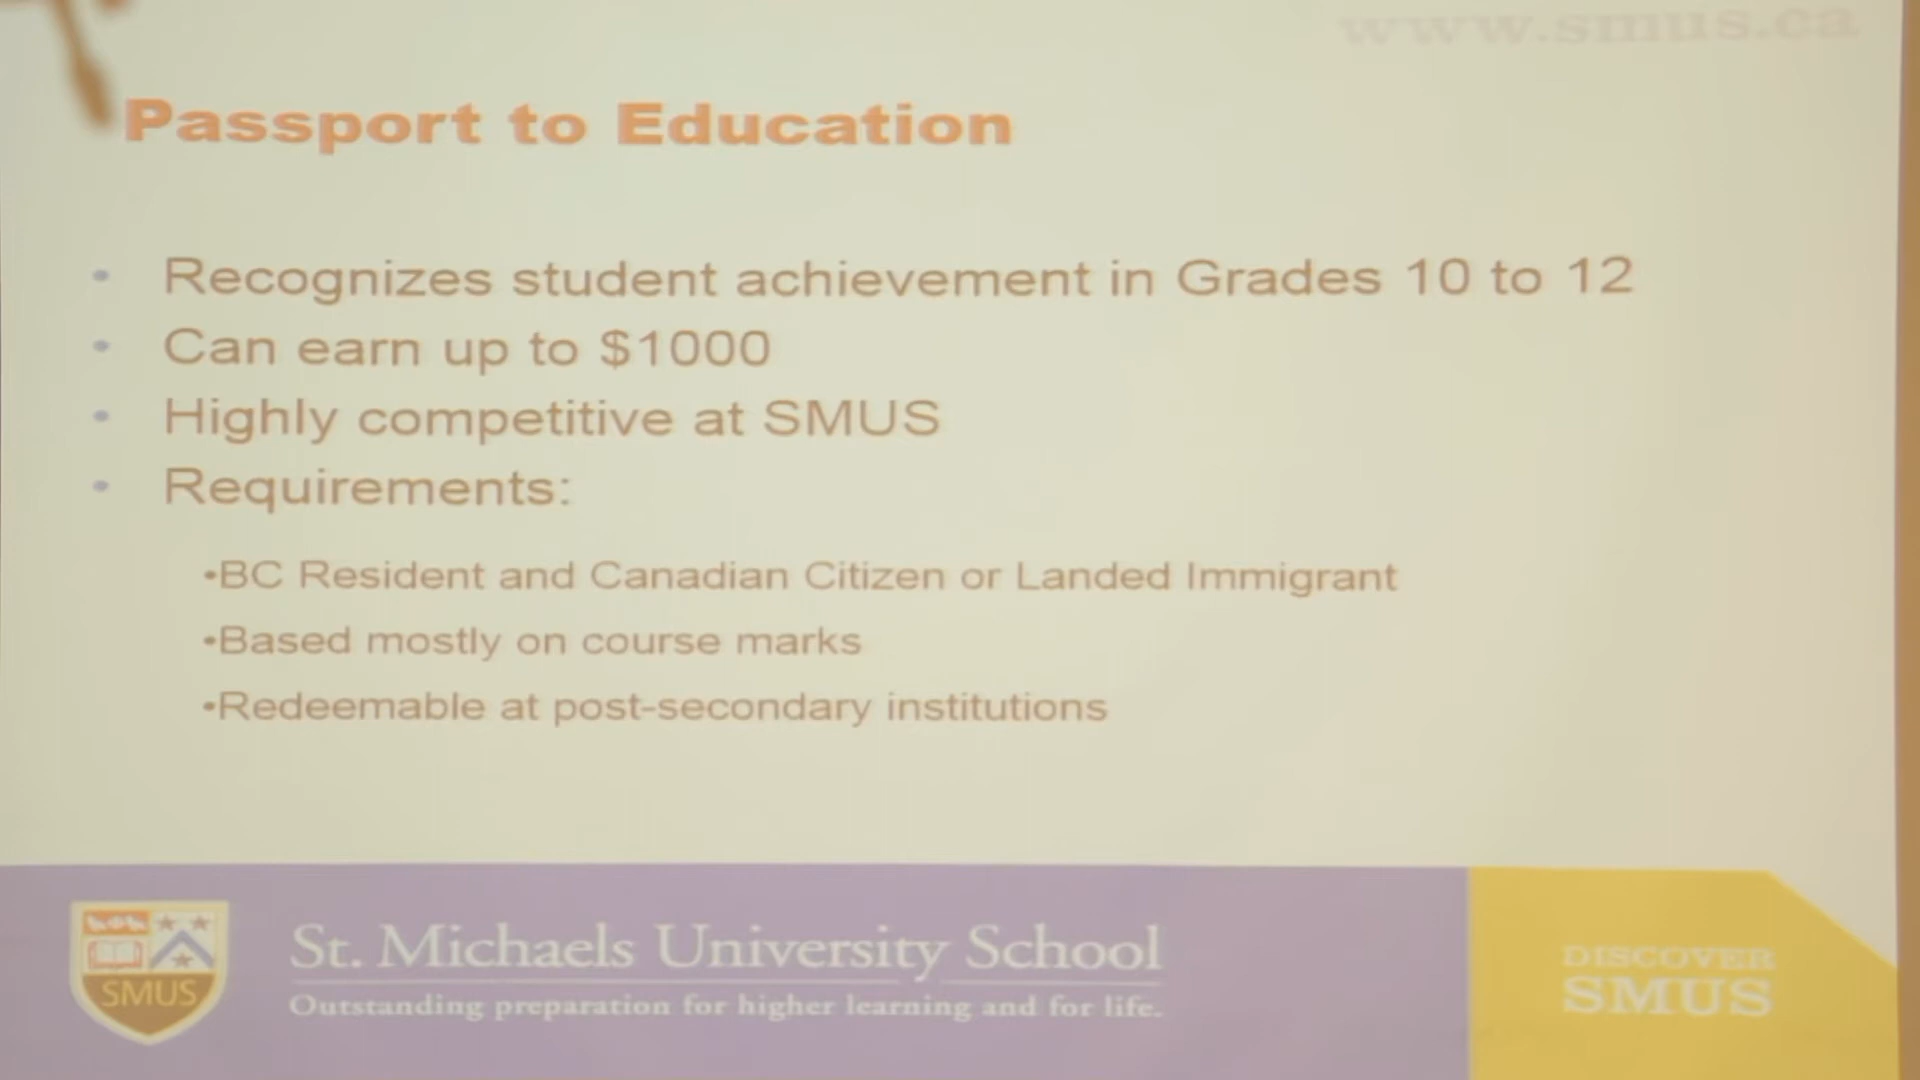 www.smus.ca
Passport to Education
• Recognizes student achievement in Grades 10 to 12
• Can earn up to $1000
• Highly competitive at SMUS
• Requirements:
•BC Resident and Canadian Citizen or Landed Immigrant
•Based mostly on course marks
•Redeemable at post-secondary institutions
SMUS
St. Michaels University School
Outstanding preparation for higher learning and for life.
DISCOVER
SMUS